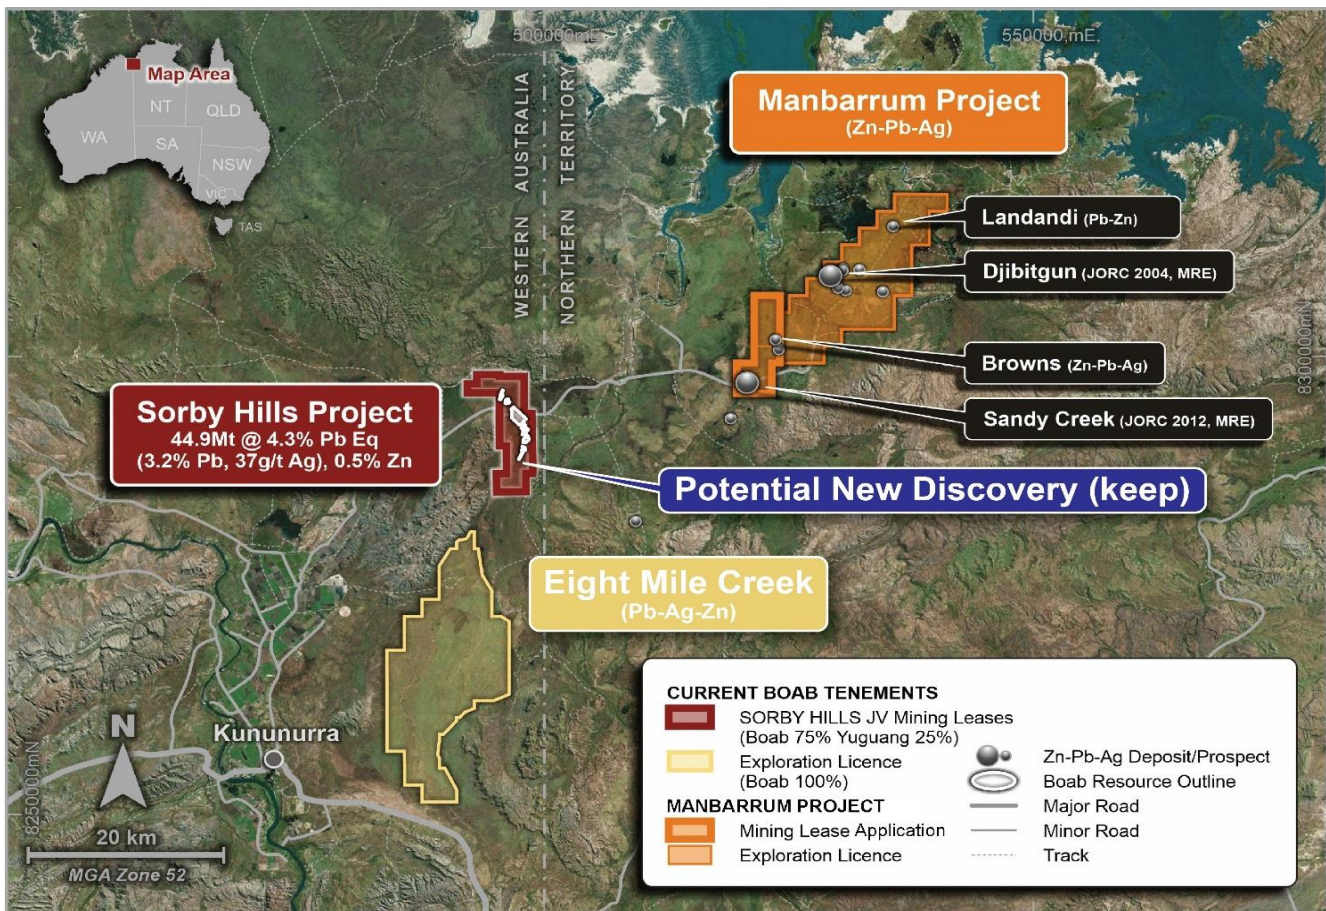 500000mE
550000mE
Map Area
WA
NT
QLD
SA
NSW
VIC
TAS
WESTERN AUSTRALIA
NORTHERN TERRITORY
Manbarrum Project
(Zn-Pb-Ag)
Landandi (Pb-Zn)
Djibitgun (JORC 2004, MRE)
Browns (Zn-Pb-Ag)
Sandy Creek (JORC 2012, MRE)
8300000mN
Sorby Hills Project
44.9Mt @ 4.3% Pb Eq
(3.2% Pb, 37g/t Ag), 0.5% Zn
Potential New Discovery (keep)
Eight Mile Creek
(Pb-Ag-Zn)
Kununurra
N
8250000mN
20 km
MGA Zone 52
CURRENT BOAB TENEMENTS
SORBY HILLS JV Mining Leases
(Boab 75% Yuguang 25%)
Exploration Licence
(Boab 100%)
MANBARRUM PROJECT
Mining Lease Application
Exploration Licence
Zn-Pb-Ag Deposit/Prospect
Boab Resource Outline
Major Road
Minor Road
Track